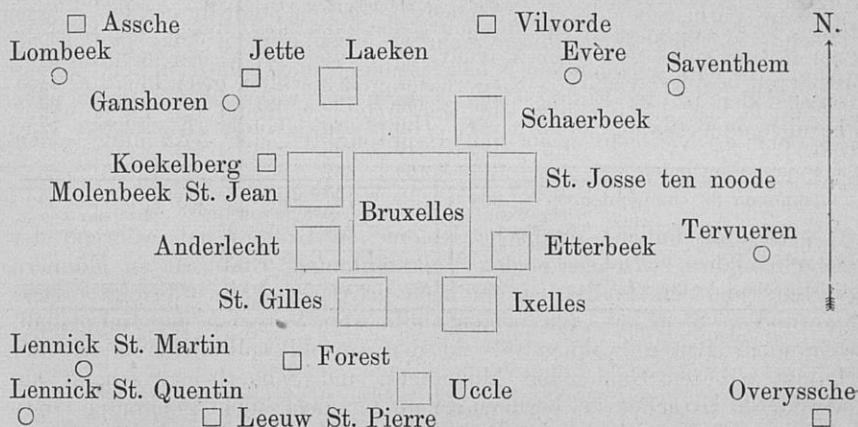 Assche Vilvorde N.
Lombeek Jette Laeken Evère Saventhem
Ganshoren
Schaerbeek
Koekelberg
Molenbeek St. Jean St. Josse ten noode
Bruxelles
Anderlecht Etterbeek Tervueren
St. Gilles Ixelles
Lennick St. Martin Forest
Lennick St. Quentin Uccle Overyssche
Leeuw St. Pierre